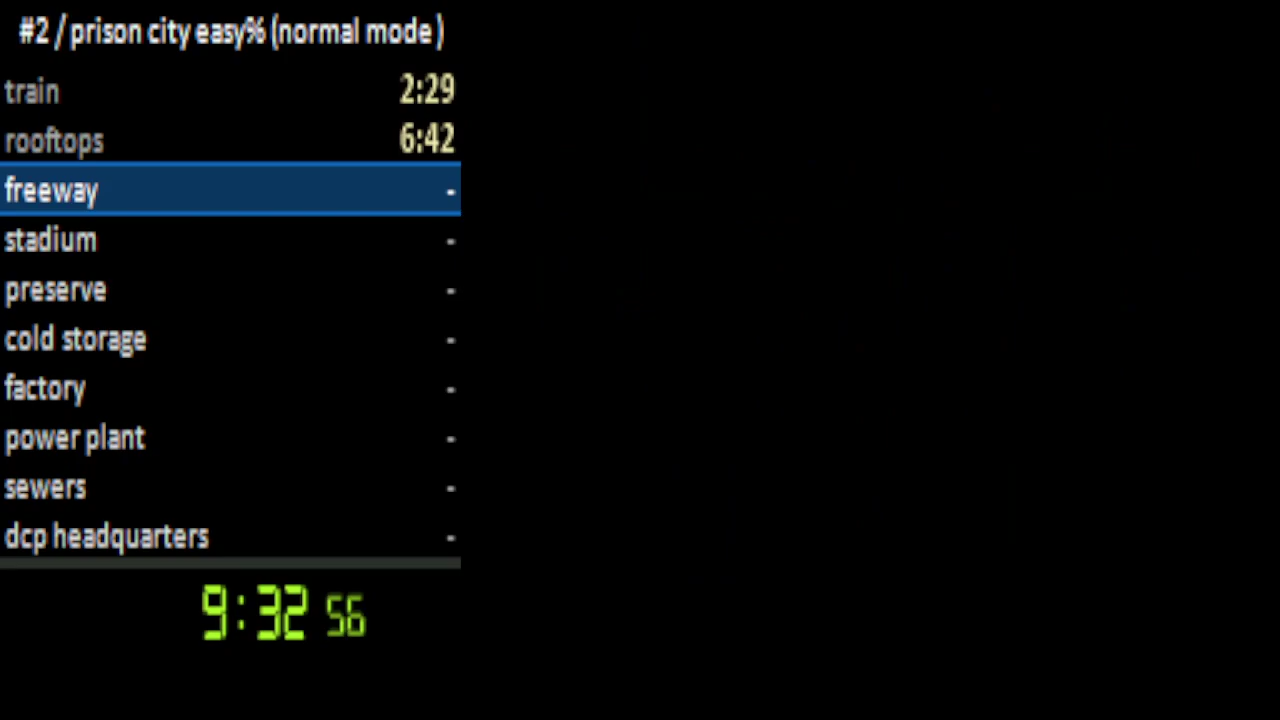 #2 / prison city easy% (normal mode)
train 2:29
rooftops 6:42
freeway -
stadium -
preserve -
cold storage -
factory -
power plant -
sewers -
dcp headquarters -
9:32 56